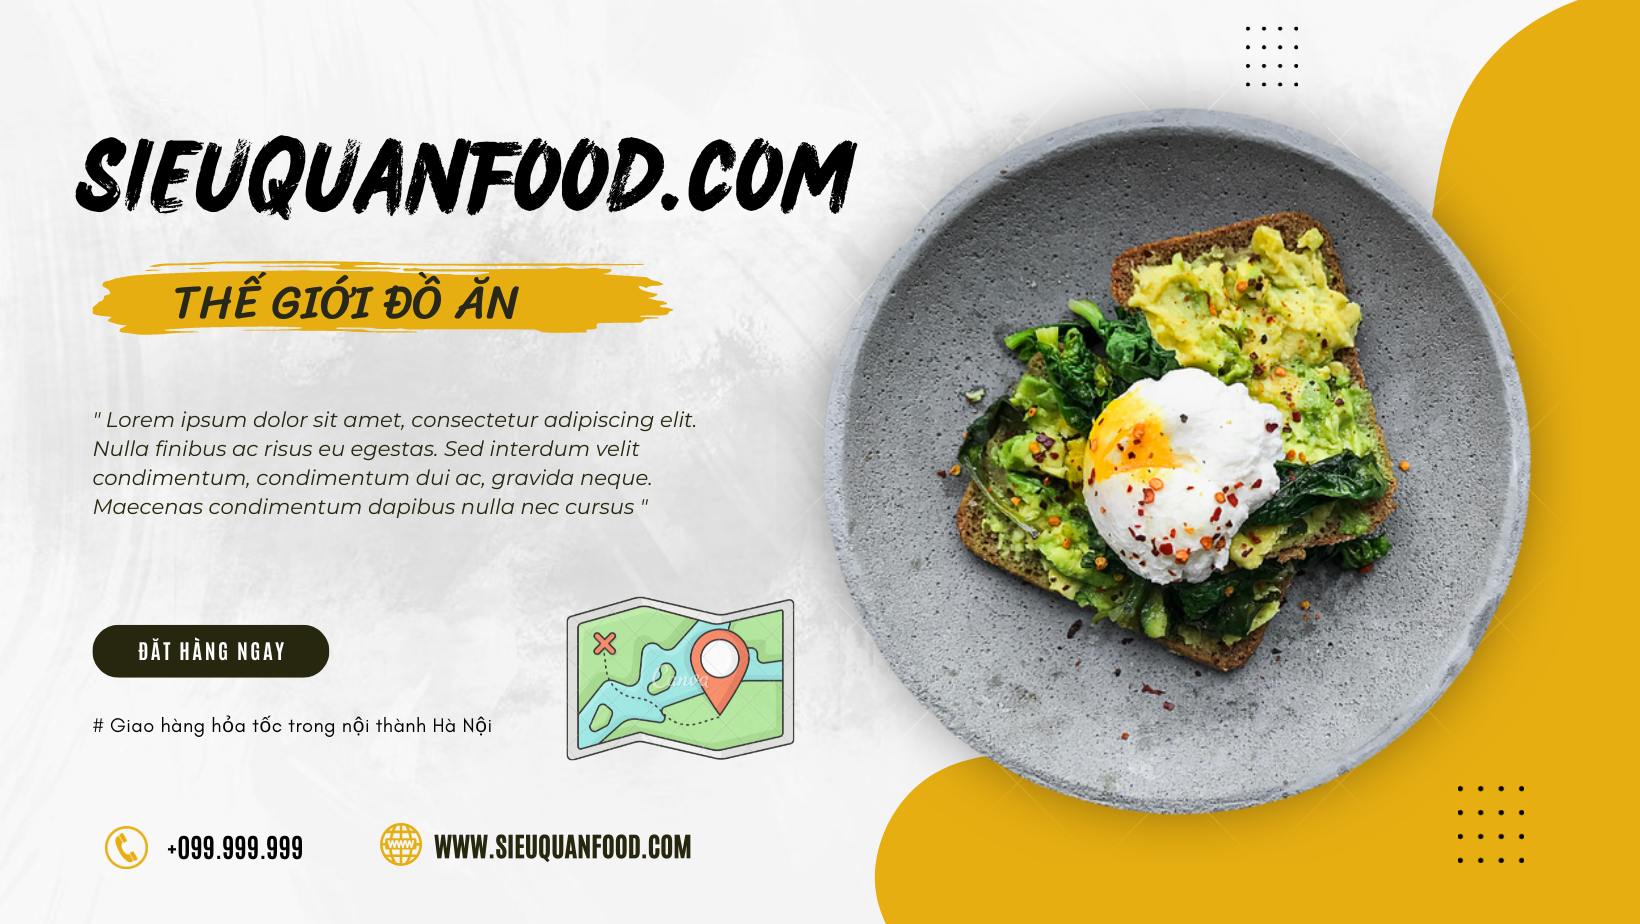 SIEUQUANFOOD.COM
THẾ GIỚI ĐỒ ĂN
" Lorem ipsum dolor sit amet, consectetur adipiscing elit.
Nulla finibus ac risus eu egestas. Sed interdum velit
condimentum, condimentum dui ac, gravida neque.
Maecenas condimentum dapibus nulla nec cursus "
ĐĂT HÀNG NGAY
Canva
# Giao hàng hỏa tốc trong nội thành Hà Nội
+099.999.999
WWW
WWW.SIEUQUANFOOD.COM